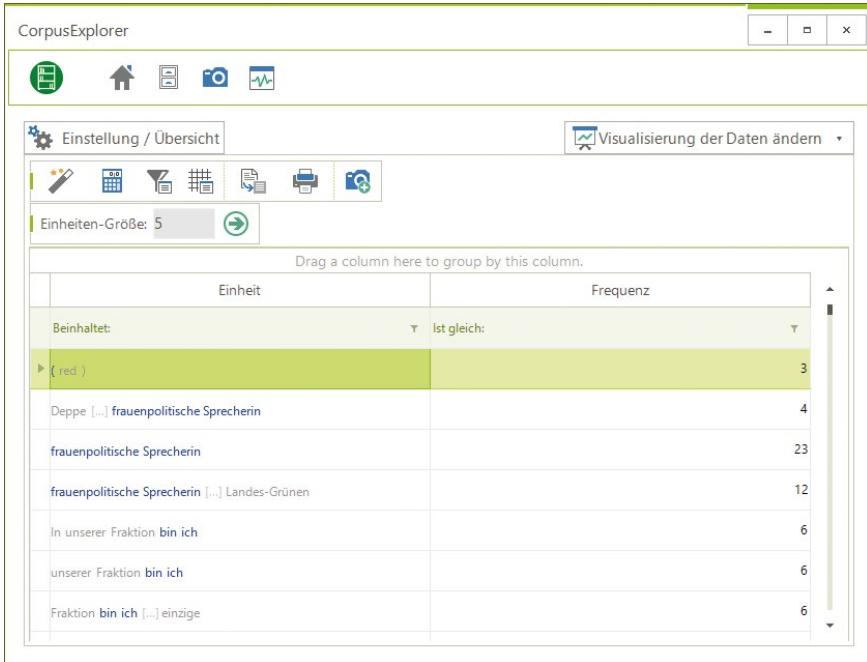 CorpusExplorer
Einstellung / Übersicht
Visualisierung der Daten ändern
Einheiten-Größe: 5
Drag a column here to group by this column.
Einheit Frequenz
Beinhaltet: Ist gleich:
( red ) 3
Deppe [...] frauenpolitische Sprecherin 4
frauenpolitische Sprecherin 23
frauenpolitische Sprecherin [...] Landes-Grünen 12
In unserer Fraktion bin ich 6
unserer Fraktion bin ich 6
Fraktion bin ich [...] einzige 6